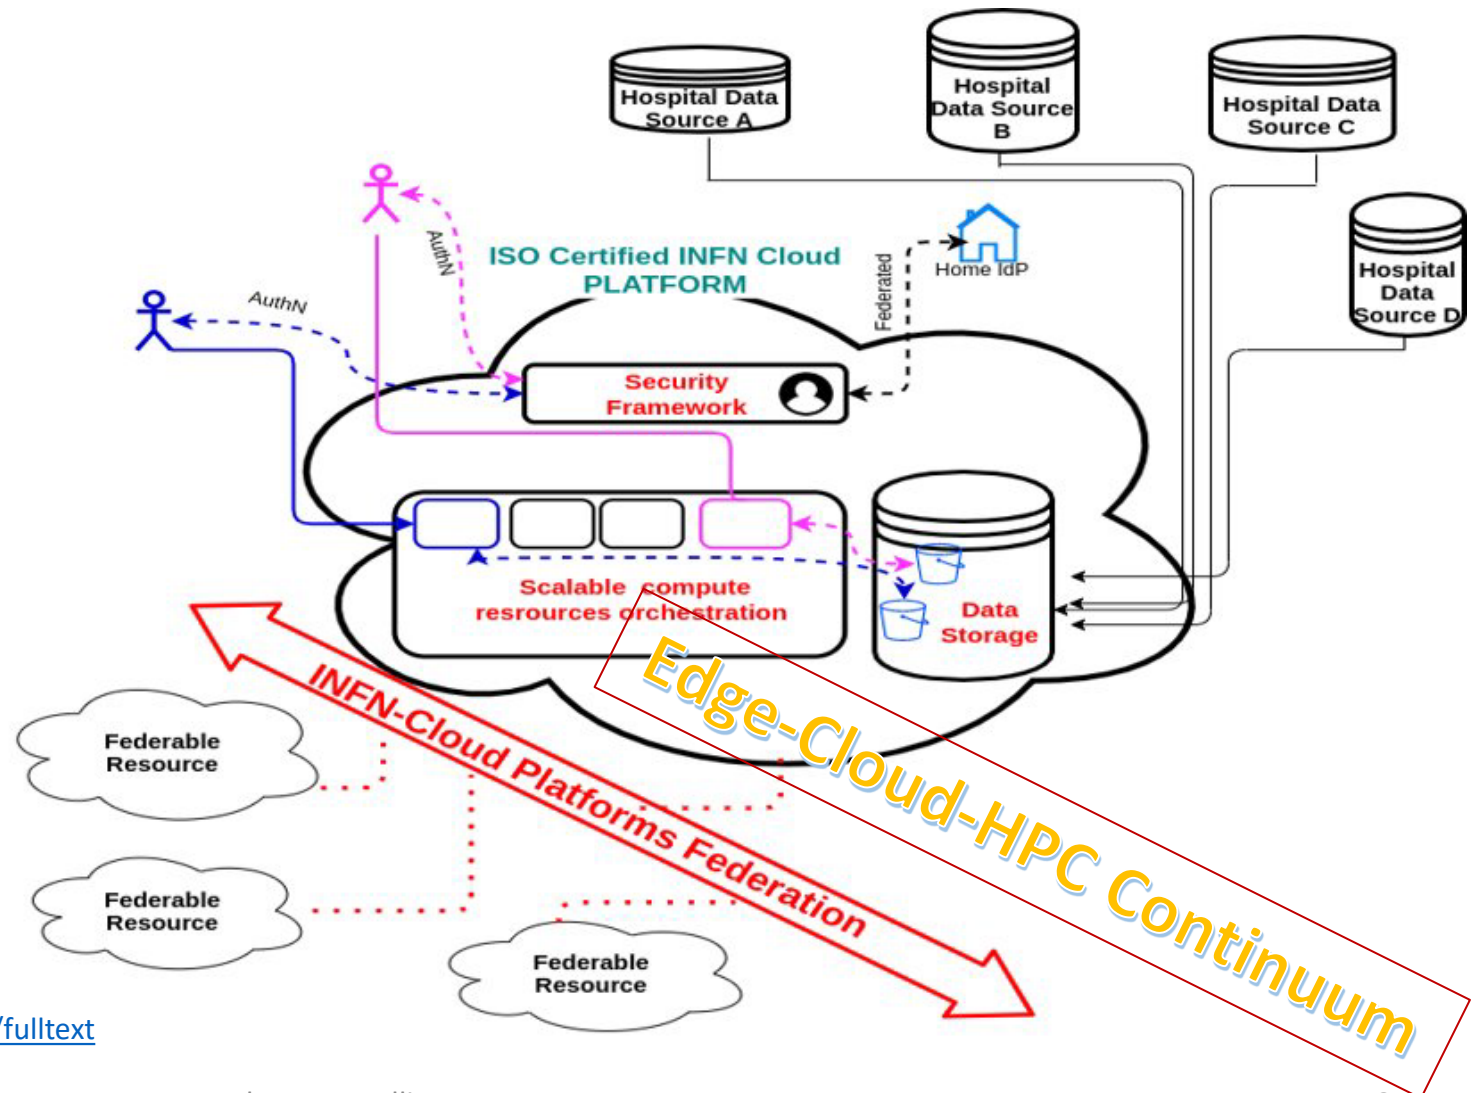 Hospital Data
Source A
Hospital
Data Source
B
Hospital Data
Source C
Hospital
Data
Source D
AuthN
AuthN
ISO Certified INFN Cloud
PLATFORM
Federated
Home IdP
Security
Framework
Scalable compute
resrources orchestration
Data
Storage
INFN-Cloud Platforms Federation
Edge-Cloud-HPC Continuum
Federable
Resource
Federable
Resource
Federable
Resource
/fulltext